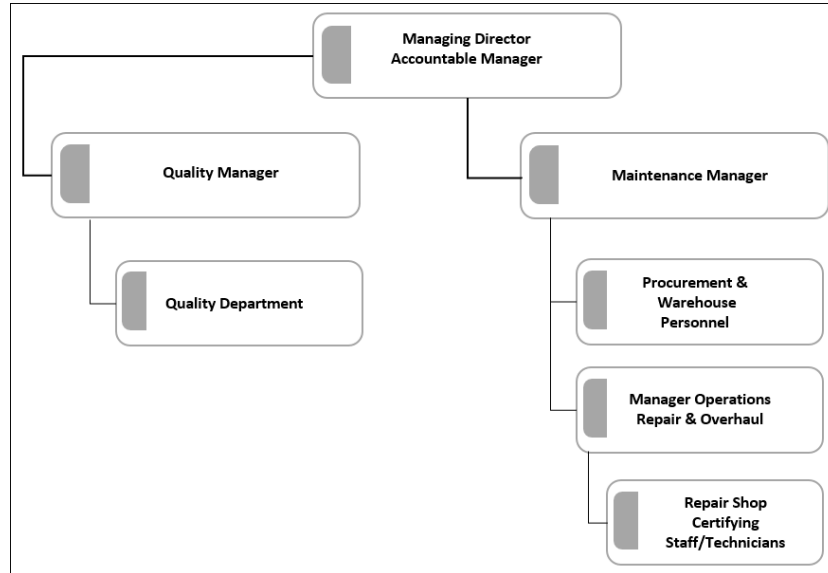 Managing Director
Accountable Manager
Quality Manager
Maintenance Manager
Quality Department
Procurement &
Warehouse
Personnel
Manager Operations
Repair & Overhaul
Repair Shop
Certifying
Staff/Technicians